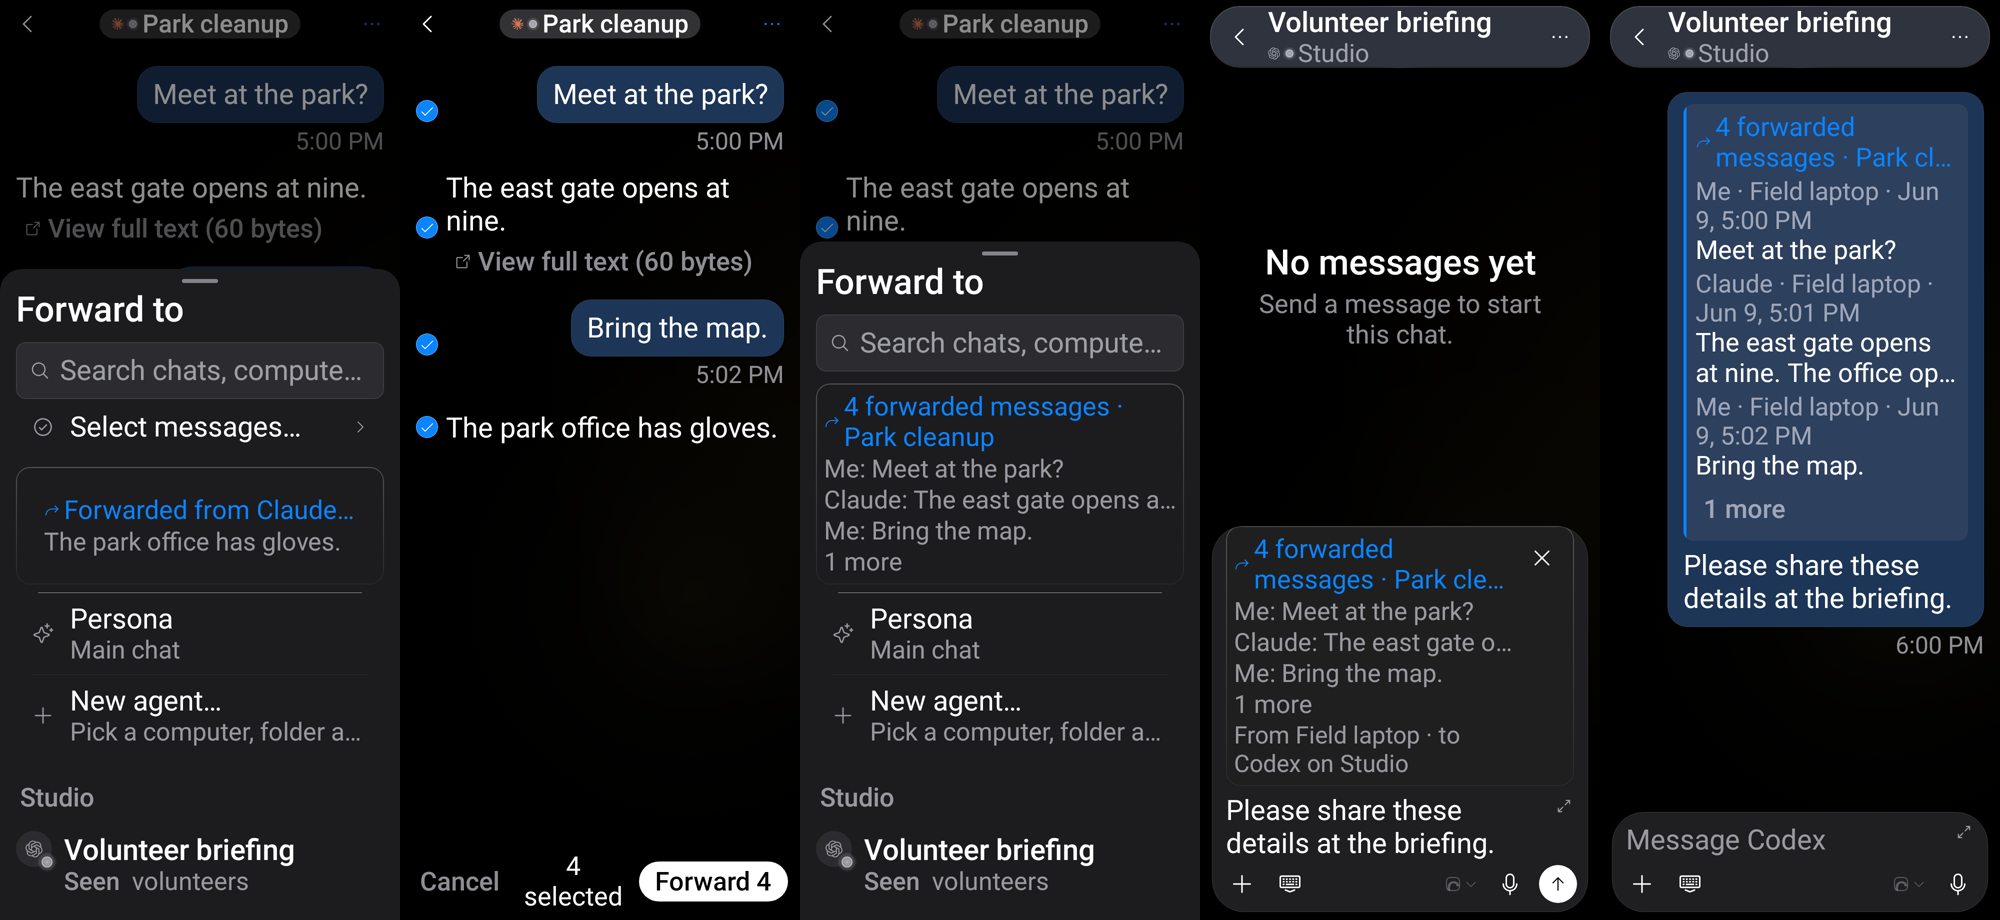 Park cleanup
Meet at the park?
5:00 PM
The east gate opens at nine.
View full text (60 bytes)
Forward to
Search chats, compute...
Select messages...
Forwarded from Claude...
The park office has gloves.
Persona
Main chat
New agent...
Pick a computer, folder a...
Studio
Volunteer briefing
Seen volunteers
Park cleanup
Meet at the park?
5:00 PM
The east gate opens at
nine.
View full text (60 bytes)
Bring the map.
5:02 PM
The park office has gloves.
Cancel
4
selected
Forward 4
Park cleanup
Meet at the park?
5:00 PM
The east gate opens at
nine.
Forward to
Search chats, compute...
4 forwarded messages ·
Park cleanup
Me: Meet at the park?
Claude: The east gate opens a...
Me: Bring the map.
1 more
Persona
Main chat
New agent...
Pick a computer, folder a...
Studio
Volunteer briefing
Seen volunteers
Volunteer briefing
Studio
No messages yet
Send a message to start
this chat.
4 forwarded
messages · Park cle...
Me: Meet at the park?
Claude: The east gate o...
Me: Bring the map.
1 more
From Field laptop · to
Codex on Studio
Please share these
details at the briefing.
Volunteer briefing
Studio
4 forwarded
messages · Park cl...
Me · Field laptop · Jun
9, 5:00 PM
Meet at the park?
Claude · Field laptop ·
Jun 9, 5:01 PM
The east gate opens
at nine. The office op...
Me · Field laptop · Jun
9, 5:02 PM
Bring the map.
1 more
Please share these
details at the briefing.
6:00 PM
Message Codex